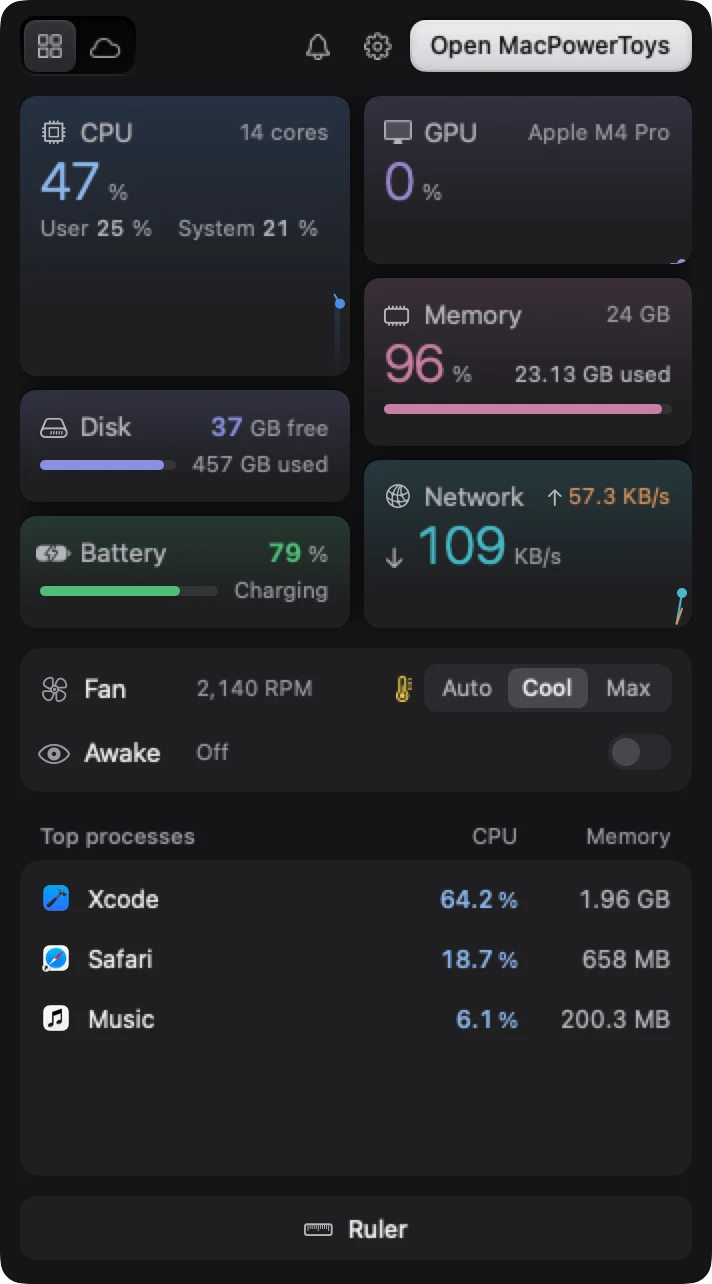 Open MacPowerToys
CPU 14 cores
47 %
User 25 % System 21 %
GPU Apple M4 Pro
0 %
Memory 24 GB
96 % 23.13 GB used
Disk 37 GB free
457 GB used
Network ↑ 57.3 KB/s
↓ 109 KB/s
Battery 79 %
Charging
Fan 2,140 RPM Auto Cool Max
Awake Off
Top processes CPU Memory
Xcode 64.2 % 1.96 GB
Safari 18.7 % 658 MB
Music 6.1 % 200.3 MB
Ruler